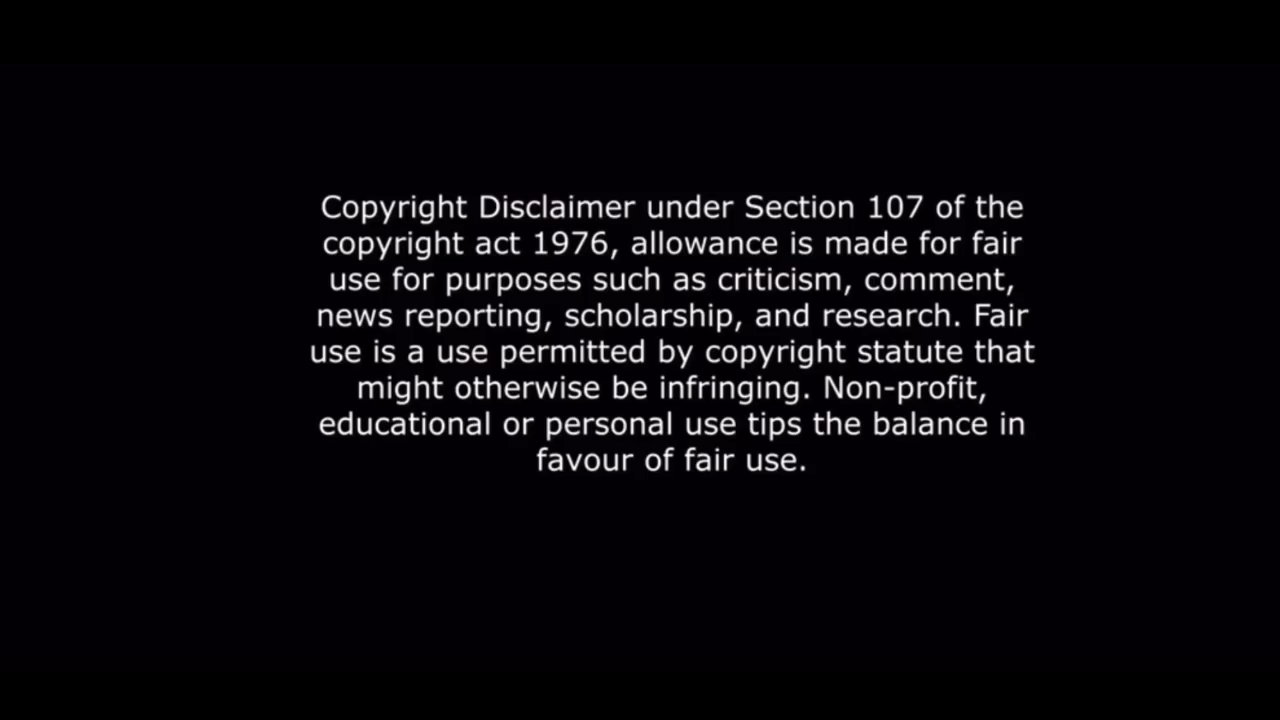 Copyright Disclaimer under Section 107 of the
copyright act 1976, allowance is made for fair
use for purposes such as criticism, comment,
news reporting, scholarship, and research. Fair
use is a use permitted by copyright statute that
might otherwise be infringing. Non-profit,
educational or personal use tips the balance in
favour of fair use.